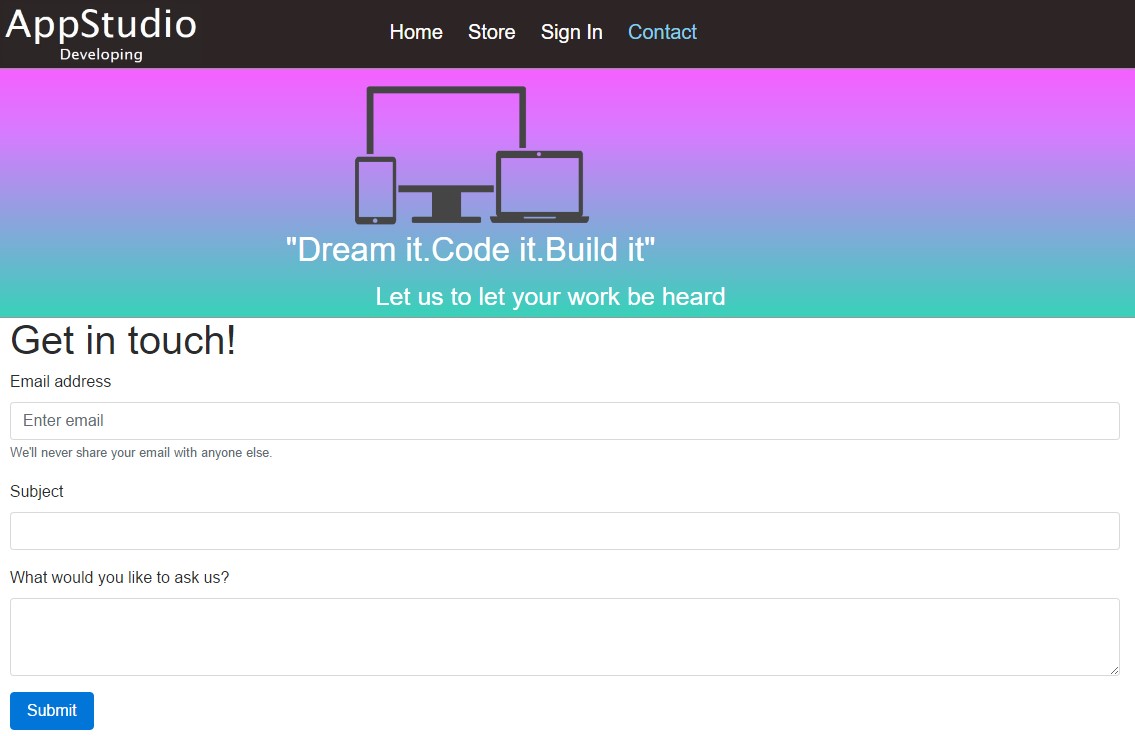 AppStudio
Developing
Home Store Sign In Contact
"Dream it.Code it.Build it"
Let us to let your work be heard
Get in touch!
Email address
Enter email
We'll never share your email with anyone else.
Subject
What would you like to ask us?
Submit